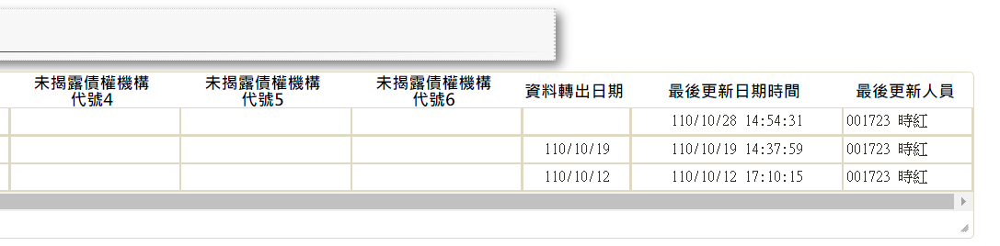 未揭露債權機構 未揭露債權機構 未揭露債權機構 資料轉出日期 最後更新日期時間 最後更新人員
代號4 代號5 代號6
110/10/28 14:54:31 001723 時紅
110/10/19 110/10/19 14:37:59 001723 時紅
110/10/12 110/10/12 17:10:15 001723 時紅